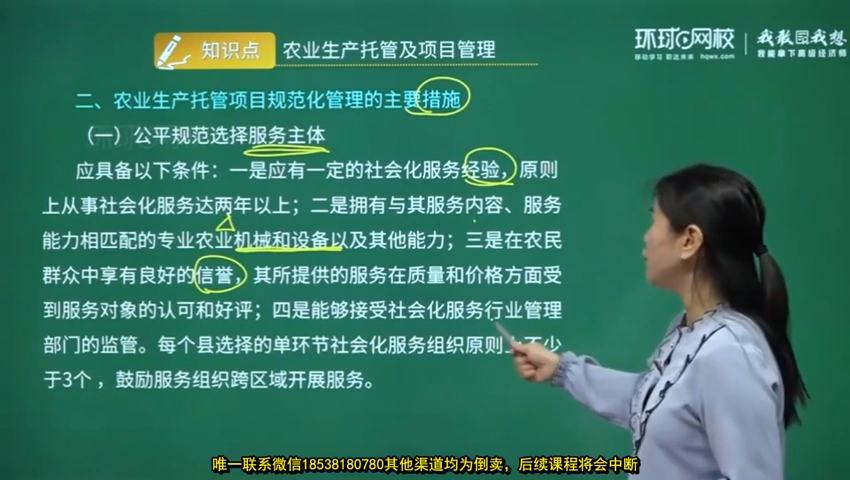 知识点 农业生产托管及项目管理
环球网校
移动学习 职达未来 hqwx.com
我敢因我想
我能拿下高级经济师
二、农业生产托管项目规范化管理的主要措施
（一）公平规范选择服务主体
应具备以下条件：一是应有一定的社会化服务经验，原则
上从事社会化服务达两年以上；二是拥有与其服务内容、服务
能力相匹配的专业农业机械和设备以及其他能力；三是在农民
群众中享有良好的信誉，其所提供的服务在质量和价格方面受
到服务对象的认可和好评；四是能够接受社会化服务行业管理
部门的监管。每个县选择的单环节社会化服务组织原则上不少
于3个，鼓励服务组织跨区域开展服务。
唯一联系微信18538180780其他渠道均为倒卖，后续课程将会中断